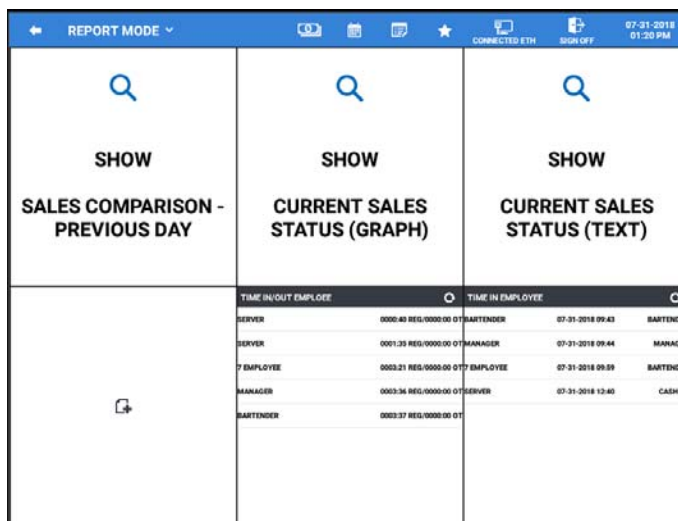 REPORT MODE
CONNECTED ETH
SIGN OFF
07-31-2018
01:20 PM
SHOW
SALES COMPARISON -
PREVIOUS DAY
SHOW
CURRENT SALES
STATUS (GRAPH)
SHOW
CURRENT SALES
STATUS (TEXT)
TIME IN/OUT EMPLOEE
SERVER 0000:40 REG/0000:00 OT
SERVER 0001:35 REG/0000:00 OT
7 EMPLOYEE 0003:21 REG/0000:00 OT
MANAGER 0003:36 REG/0000:00 OT
BARTENDER 0003:37 REG/0000:00 OT
TIME IN EMPLOYEE
BARTENDER 07-31-2018 09:43 BARTEND
MANAGER 07-31-2018 09:44 MANAG
7 EMPLOYEE 07-31-2018 09:59 BARTEND
SERVER 07-31-2018 12:40 CASH